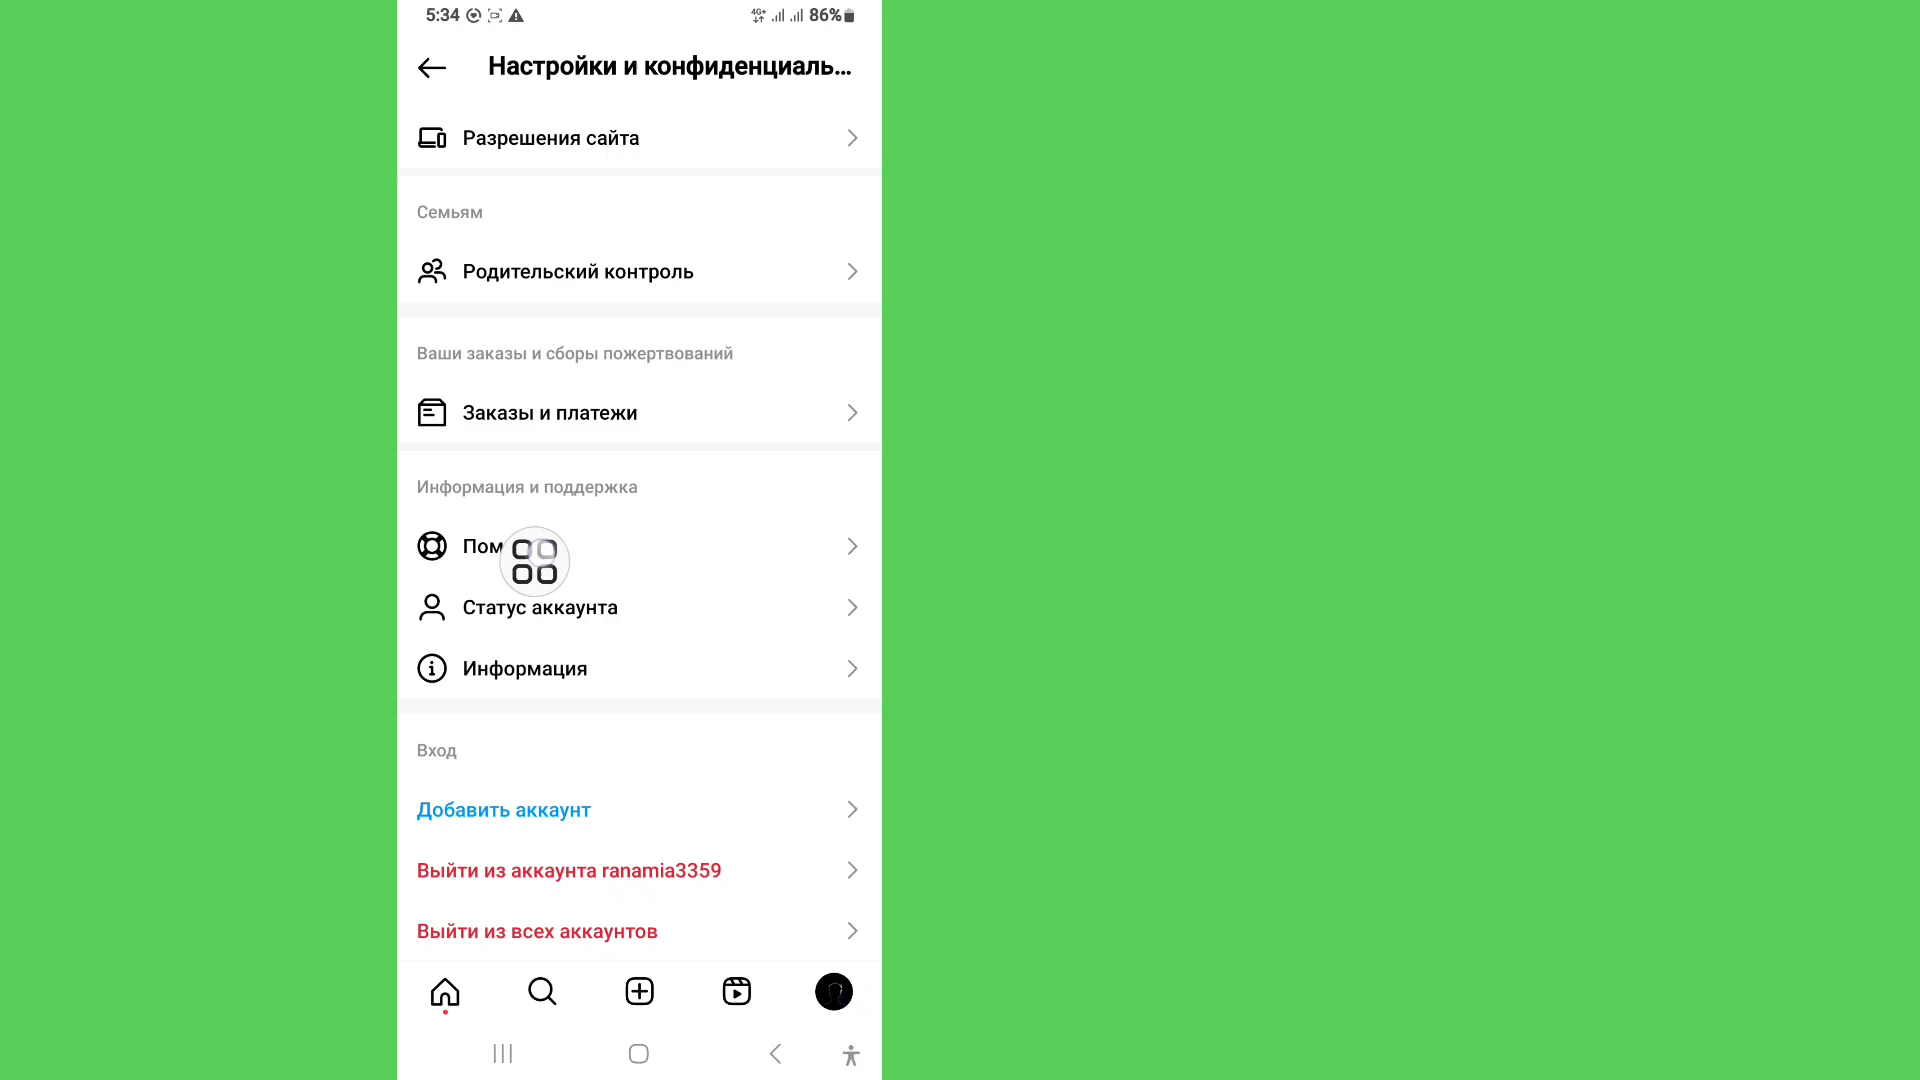 5:34 4G+ 86%
Настройки и конфиденциаль...
Разрешения сайта
Семьям
Родительский контроль
Ваши заказы и сборы пожертвований
Заказы и платежи
Информация и поддержка
Пом
Статус аккаунта
Информация
Вход
Добавить аккаунт
Выйти из аккаунта ranamia3359
Выйти из всех аккаунтов